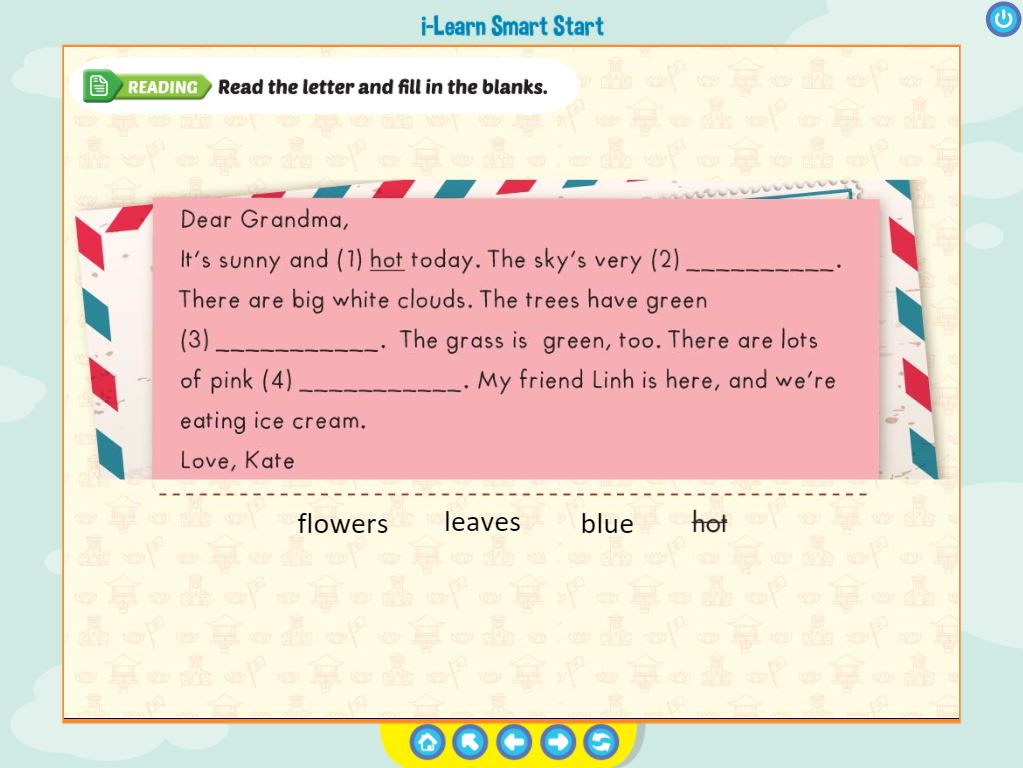 i-Learn Smart Start
READING Read the letter and fill in the blanks.
Dear Grandma,
It's sunny and (1) hot today. The sky's very (2) __________.
There are big white clouds. The trees have green
(3) ___________. The grass is green, too. There are lots
of pink (4) ___________. My friend Linh is here, and we're
eating ice cream.
Love, Kate
flowers leaves blue hot